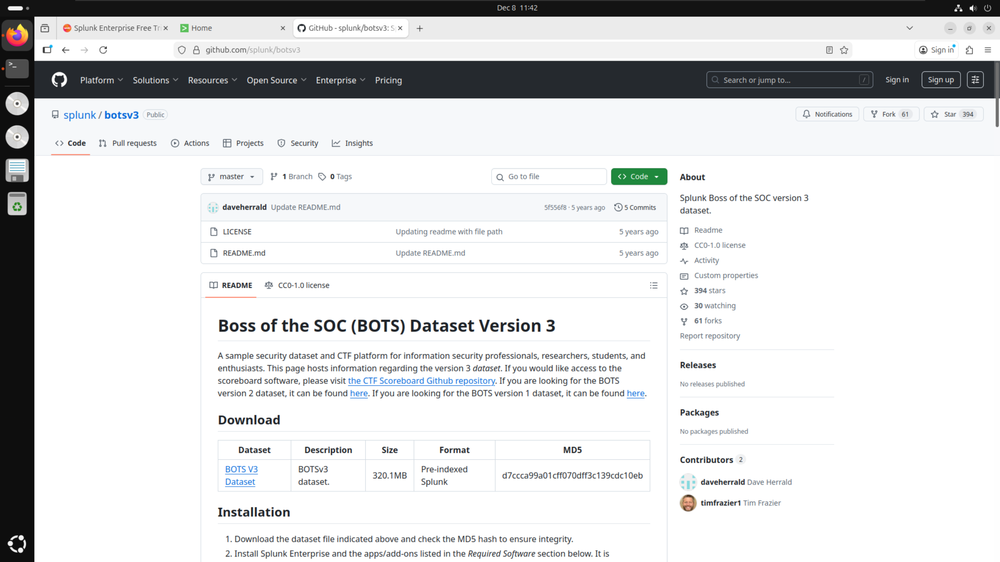 Dec 8 11:42
Splunk Enterprise Free Tri
Home
GitHub - splunk/botsv3: S
github.com/splunk/botsv3
Sign in
Platform
Solutions
Resources
Open Source
Enterprise
Pricing
Search or jump to...
/
Sign in
Sign up
splunk / botsv3
Public
Notifications
Fork 61
Star 394
Code
Pull requests
Actions
Projects
Security
Insights
master
1 Branch
0 Tags
Go to file
Code
daveherrald Update README.md
5f556f8 · 5 years ago
5 Commits
LICENSE
Updating readme with file path
5 years ago
README.md
Update README.md
5 years ago
README
CC0-1.0 license
Boss of the SOC (BOTS) Dataset Version 3
A sample security dataset and CTF platform for information security professionals, researchers, students, and
enthusiasts. This page hosts information regarding the version 3 dataset. If you would like access to the
scoreboard software, please visit the CTF Scoreboard Github repository. If you are looking for the BOTS
version 2 dataset, it can be found here. If you are looking for the BOTS version 1 dataset, it can be found here.
Download
Dataset Description Size Format MD5
BOTS V3
Dataset
BOTSv3
dataset.
320.1MB
Pre-indexed
Splunk
d7ccca99a01cff070dff3c139cdc10eb
Installation
1. Download the dataset file indicated above and check the MD5 hash to ensure integrity.
2. Install Splunk Enterprise and the apps/add-ons listed in the Required Software section below. It is
About
Splunk Boss of the SOC version 3
dataset.
Readme
CC0-1.0 license
Activity
Custom properties
394 stars
30 watching
61 forks
Report repository
Releases
No releases published
Packages
No packages published
Contributors 2
daveherrald Dave Herrald
timfrazier1 Tim Frazier